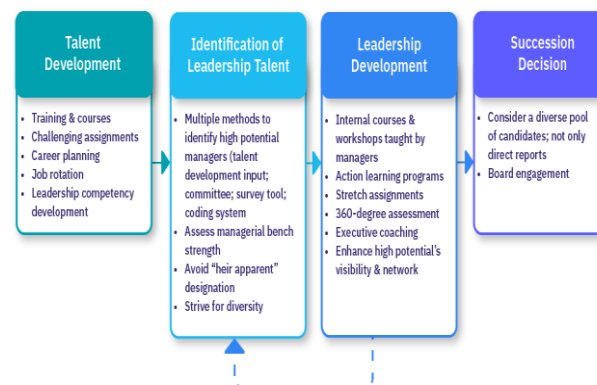 Talent
Development
• Training & courses
• Challenging assignments
• Career planning
• Job rotation
• Leadership competency
development
Identification of
Leadership Talent
• Multiple methods to
identify high potential
managers (talent
development input;
committee; survey tool;
coding system
• Assess managerial bench
strength
• Avoid “heir apparent”
designation
• Strive for diversity
Leadership
Development
• Internal courses &
workshops taught by
managers
• Action learning programs
• Stretch assignments
• 360-degree assessment
• Executive coaching
• Enhance high potential’s
visibility & network
Succession
Decision
• Consider a diverse pool
of candidates; not only
direct reports
• Board engagement